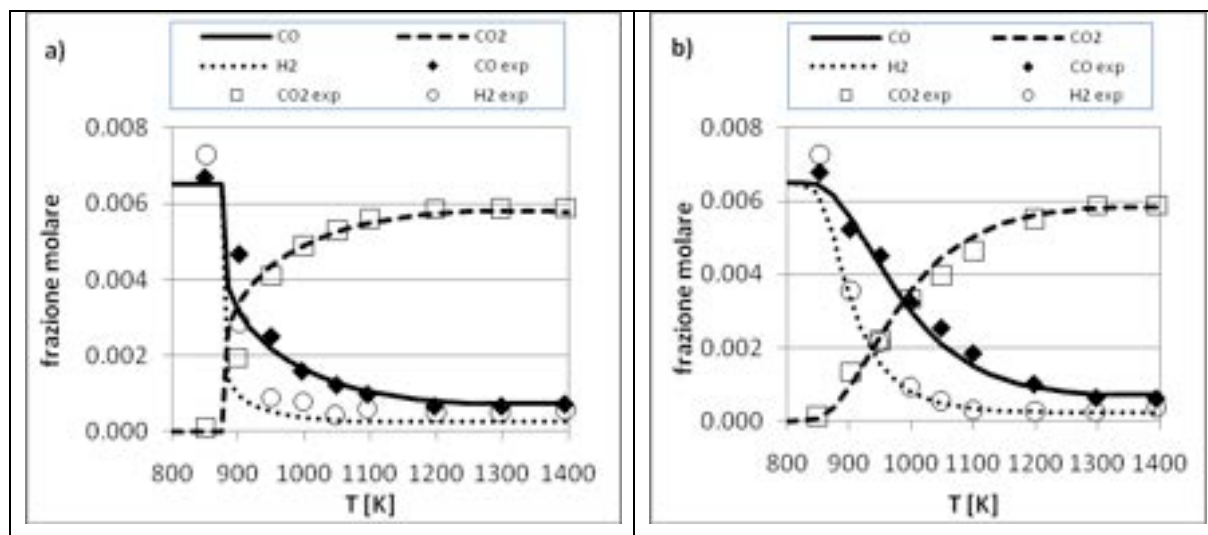 a)
CO CO2
H2 CO exp
CO2 exp H2 exp
frazione molare
0.008
0.006
0.004
0.002
0.000
800 900 1000 1100 1200 1300 1400
T [K]
b)
CO CO2
H2 CO exp
CO2 exp H2 exp
frazione molare
0.008
0.006
0.004
0.002
0.000
800 900 1000 1100 1200 1300 1400
T [K]